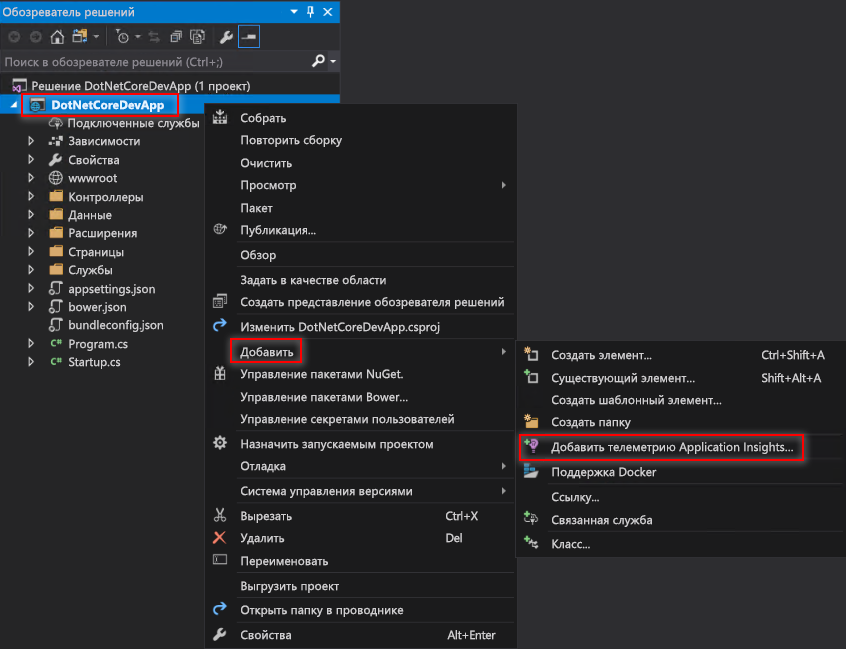 Обозреватель решений
Поиск в обозревателе решений (Ctrl+;)
Решение DotNetCoreDevApp (1 проект)
DotNetCoreDevApp
Подключенные службы
Зависимости
Свойства
wwwroot
Контроллеры
Данные
Расширения
Страницы
Службы
appsettings.json
bower.json
bundleconfig.json
C# Program.cs
C# Startup.cs
Собрать
Повторить сборку
Очистить
Просмотр
Пакет
Публикация...
Обзор
Задать в качестве области
Создать представление обозревателя решений
Изменить DotNetCoreDevApp.csproj
Добавить
Управление пакетами NuGet.
Управление пакетами Bower...
Управление секретами пользователей
Назначить запускаемым проектом
Отладка
Система управления версиями
Вырезать Ctrl+X
Удалить Del
Переименовать
Выгрузить проект
Открыть папку в проводнике
Свойства Alt+Enter
Создать элемент... Ctrl+Shift+A
Существующий элемент... Shift+Alt+A
Создать шаблонный элемент...
Создать папку
Добавить телеметрию Application Insights...
Поддержка Docker
Ссылку...
Связанная служба
Класс...